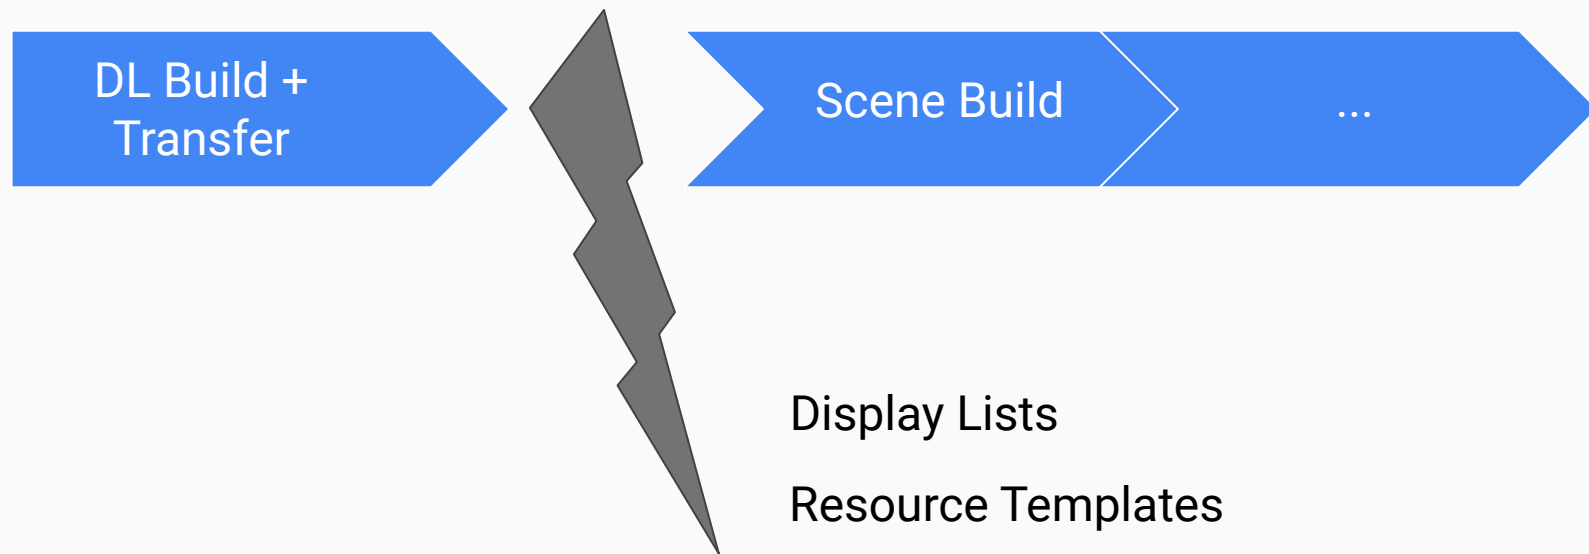 DL Build +
Transfer
Scene Build
...
Display Lists
Resource Templates